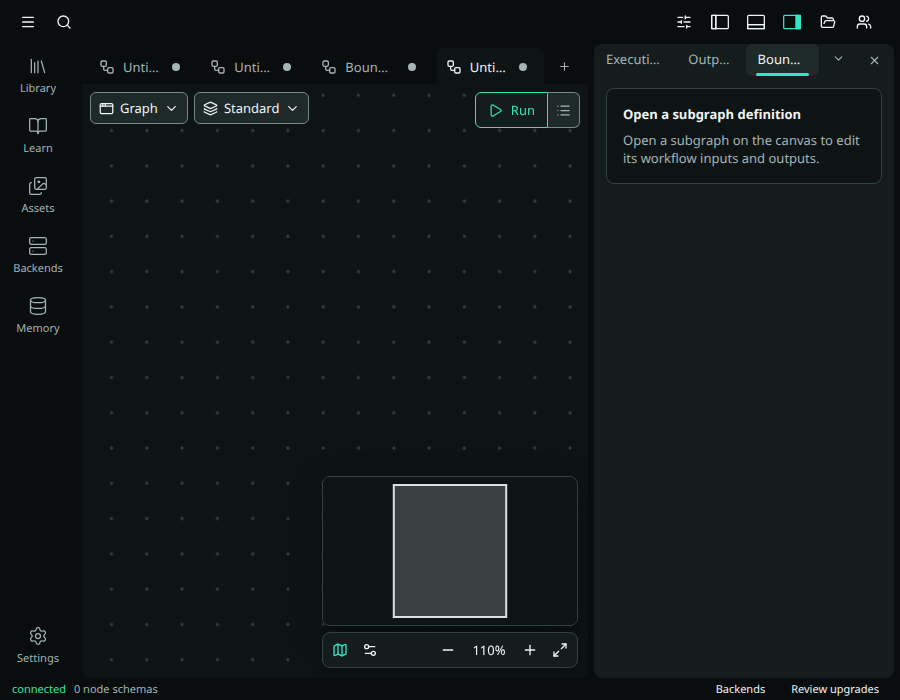 Library
Learn
Assets
Backends
Memory
Settings
Unti...
Unti...
Boun...
Unti...
Graph
Standard
Run
110%
Executi...
Outp...
Boun...
Open a subgraph definition
Open a subgraph on the canvas to edit
its workflow inputs and outputs.
connected
0 node schemas
Backends
Review upgrades